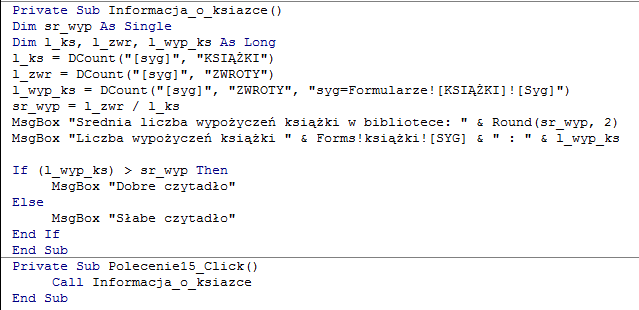 Private Sub Informacja_o_ksiazce()
Dim sr_wyp As Single
Dim l_ks, l_zwr, l_wyp_ks As Long
l_ks = DCount("[syg]", "KSIĄŻKI")
l_zwr = DCount("[syg]", "ZWROTY")
l_wyp_ks = DCount("[syg]", "ZWROTY", "syg=Formularze![KSIĄŻKI]![Syg]")
sr_wyp = l_zwr / l_ks
MsgBox "Srednia liczba wypożyczeń książki w bibliotece: " & Round(sr_wyp, 2)
MsgBox "Liczba wypożyczeń książki " & Forms!książki![SYG] & " : " & l_wyp_ks
If (l_wyp_ks) > sr_wyp Then
MsgBox "Dobre czytadło"
Else
MsgBox "Słabe czytadło"
End If
End Sub
Private Sub Polecenie15_Click()
Call Informacja_o_ksiazce
End Sub